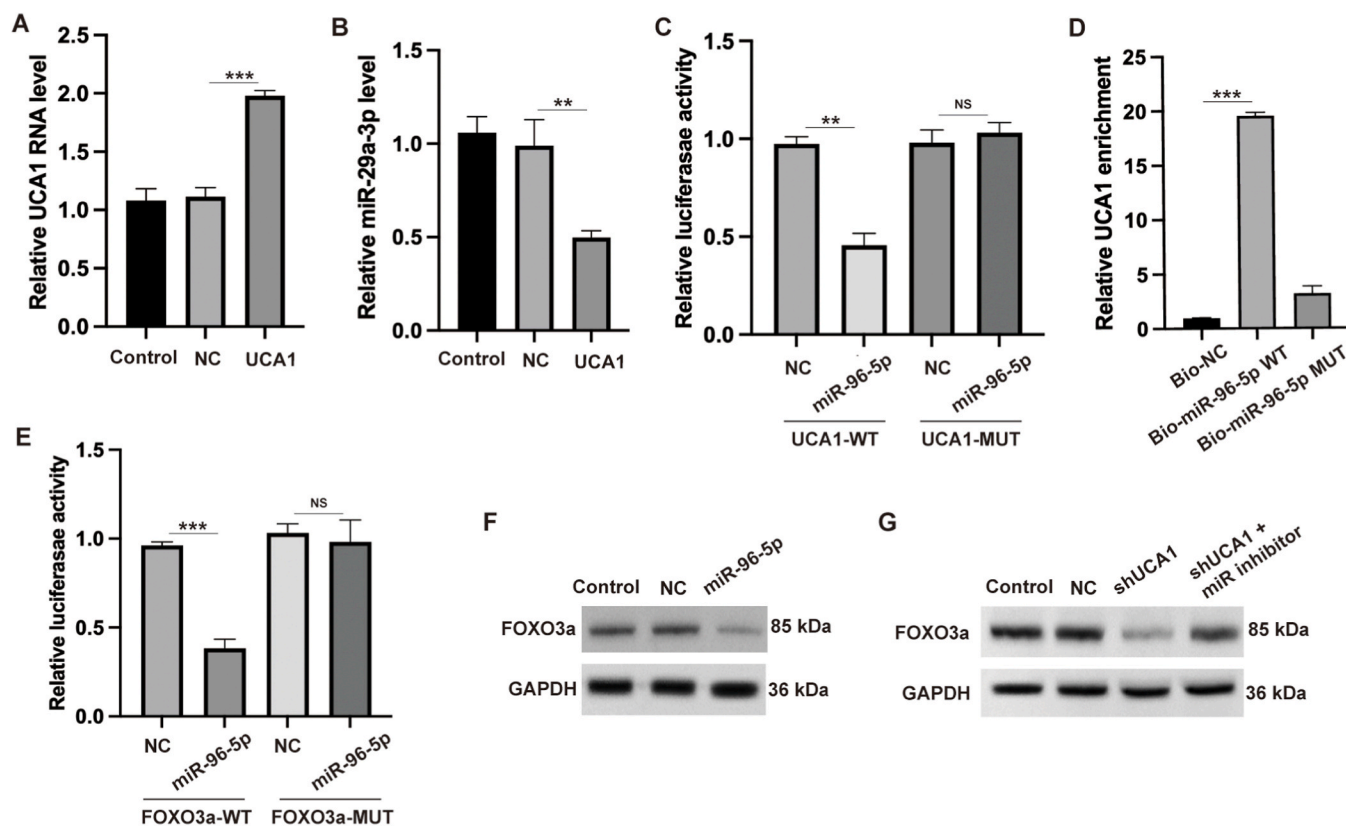 A
Relative UCA1 RNA level
2.5
2.0
1.5
1.0
0.5
0.0
***
Control
NC
UCA1
B
Relative miR-29a-3p level
1.5
1.0
0.5
0.0
**
Control
NC
UCA1
C
Relative luciferasae activity
1.5
1.0
0.5
0.0
**
NS
NC
miR-96-5p
NC
miR-96-5p
UCA1-WT
UCA1-MUT
D
Relative UCA1 enrichment
25
20
15
10
5
0
***
Bio-NC
Bio-miR-96-5p WT
Bio-miR-96-5p MUT
E
Relative luciferasae activity
1.5
1.0
0.5
0.0
***
NS
NC
miR-96-5p
NC
miR-96-5p
FOXO3a-WT
FOXO3a-MUT
F
Control
NC
miR-96-5p
FOXO3a
85 kDa
GAPDH
36 kDa
G
Control
NC
shUCA1
shUCA1 +
miR inhibitor
FOXO3a
85 kDa
GAPDH
36 kDa